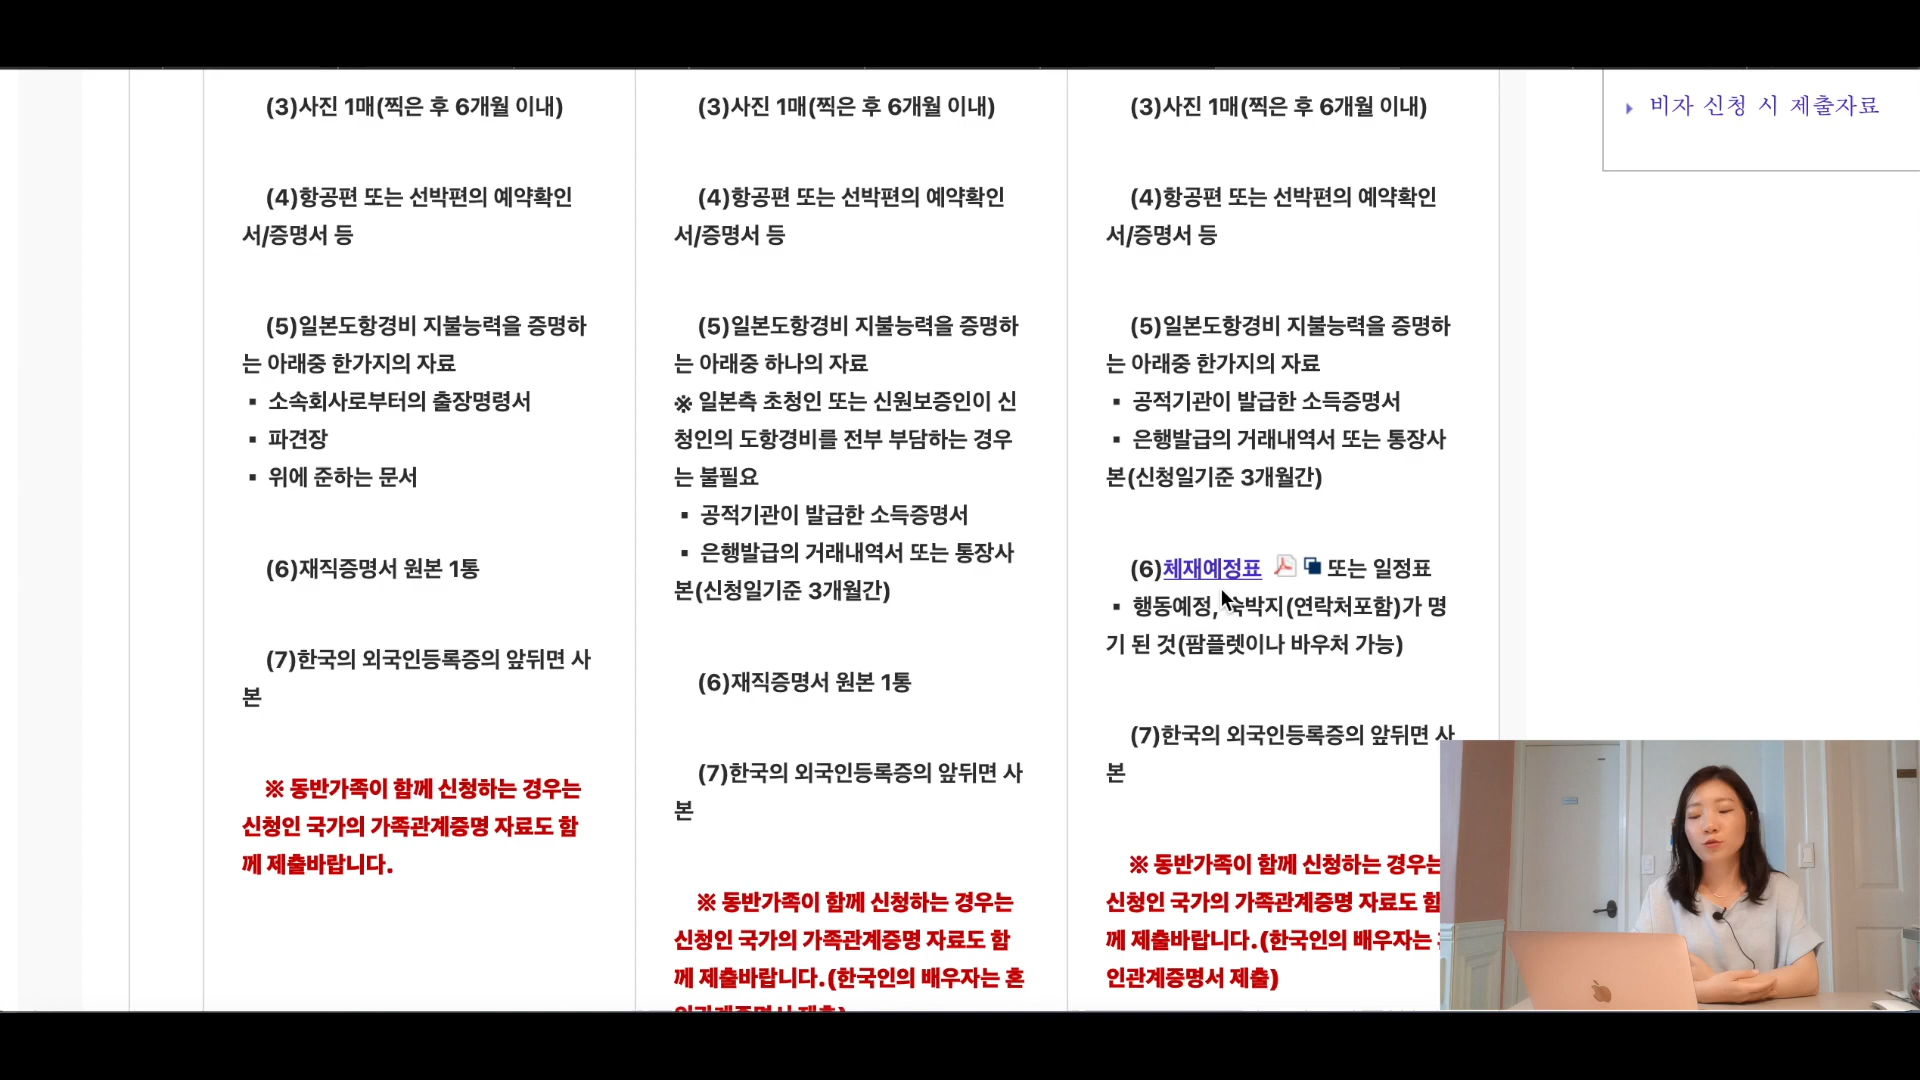 (3)사진 1매(찍은 후 6개월 이내)
(4)항공편 또는 선박편의 예약확인
서/증명서 등
(5)일본도항경비 지불능력을 증명하
는 아래중 한가지의 자료
▪ 소속회사로부터의 출장명령서
▪ 파견장
▪ 위에 준하는 문서
(6)재직증명서 원본 1통
(7)한국의 외국인등록증의 앞뒤면 사
본
※ 동반가족이 함께 신청하는 경우는
신청인 국가의 가족관계증명 자료도 함
께 제출바랍니다.
(3)사진 1매(찍은 후 6개월 이내)
(4)항공편 또는 선박편의 예약확인
서/증명서 등
(5)일본도항경비 지불능력을 증명하
는 아래중 하나의 자료
※ 일본측 초청인 또는 신원보증인이 신
청인의 도항경비를 전부 부담하는 경우
는 불필요
▪ 공적기관이 발급한 소득증명서
▪ 은행발급의 거래내역서 또는 통장사
본(신청일기준 3개월간)
(6)재직증명서 원본 1통
(7)한국의 외국인등록증의 앞뒤면 사
본
※ 동반가족이 함께 신청하는 경우는
신청인 국가의 가족관계증명 자료도 함
께 제출바랍니다.(한국인의 배우자는 혼
(3)사진 1매(찍은 후 6개월 이내)
(4)항공편 또는 선박편의 예약확인
서/증명서 등
(5)일본도항경비 지불능력을 증명하
는 아래중 한가지의 자료
▪ 공적기관이 발급한 소득증명서
▪ 은행발급의 거래내역서 또는 통장사
본(신청일기준 3개월간)
(6)체재예정표 또는 일정표
▪ 행동예정, 숙박지(연락처포함)가 명
기 된 것(팜플렛이나 바우처 가능)
(7)한국의 외국인등록증의 앞뒤면 사
본
※ 동반가족이 함께 신청하는 경우는
신청인 국가의 가족관계증명 자료도 함
께 제출바랍니다.(한국인의 배우자는
인관계증명서 제출)
비자 신청 시 제출자료